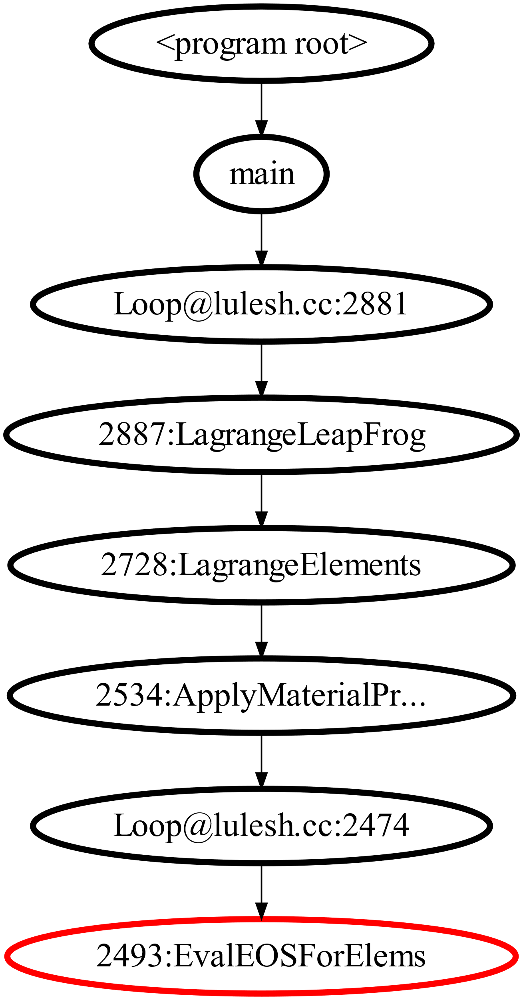 <program root>
main
Loop@lulesh.cc:2881
2887:LagrangeLeapFrog
2728:LagrangeElements
2534:ApplyMaterialPr...
Loop@lulesh.cc:2474
2493:EvalEOSForElems